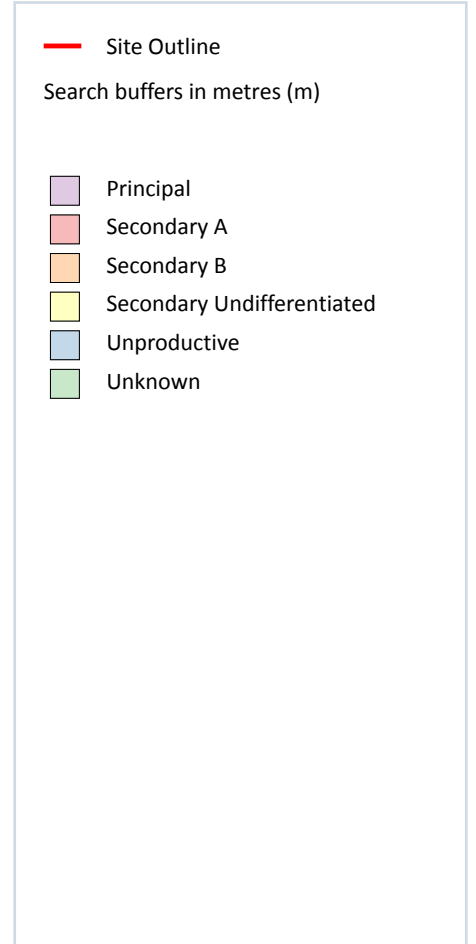 Site Outline
Search buffers in metres (m)
Principal
Secondary A
Secondary B
Secondary Undifferentiated
Unproductive
Unknown